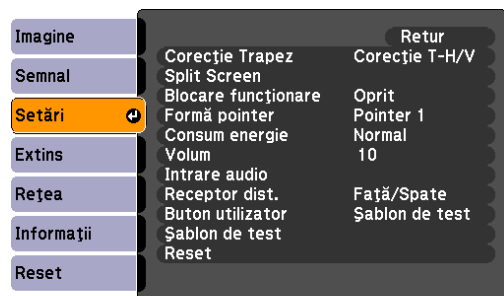 Imagine
Semnal
Setări
Extins
Reţea
Informaţii
Reset
Retur
Corecţie Trapez Corecţie T-H/V
Split Screen
Blocare funcţionare Oprit
Formă pointer Pointer 1
Consum energie Normal
Volum 10
Intrare audio
Receptor dist. Faţă/Spate
Buton utilizator Şablon de test
Şablon de test
Reset